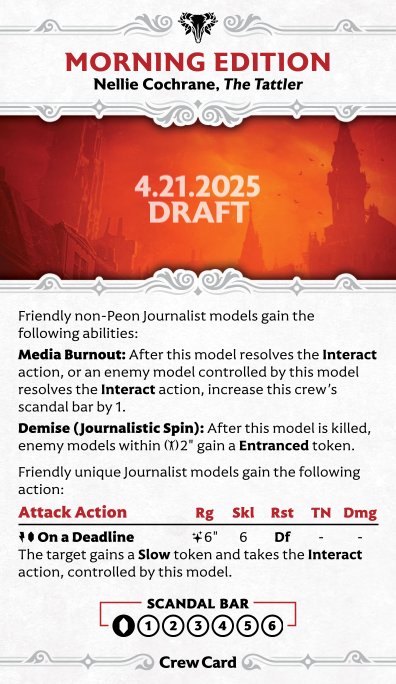 MORNING EDITION
Nellie Cochrane, The Tattler
4.21.2025
DRAFT
Friendly non-Peon Journalist models gain the
following abilities:
Media Burnout: After this model resolves the Interact
action, or an enemy model controlled by this model
resolves the Interact action, increase this crew's
scandal bar by 1.
Demise (Journalistic Spin): After this model is killed,
enemy models within 2" gain a Entranced token.
Friendly unique Journalist models gain the following
action:
Attack Action Rg Skl Rst TN Dmg
On a Deadline 6" 6 Df - -
The target gains a Slow token and takes the Interact
action, controlled by this model.
SCANDAL BAR
1 2 3 4 5 6
Crew Card